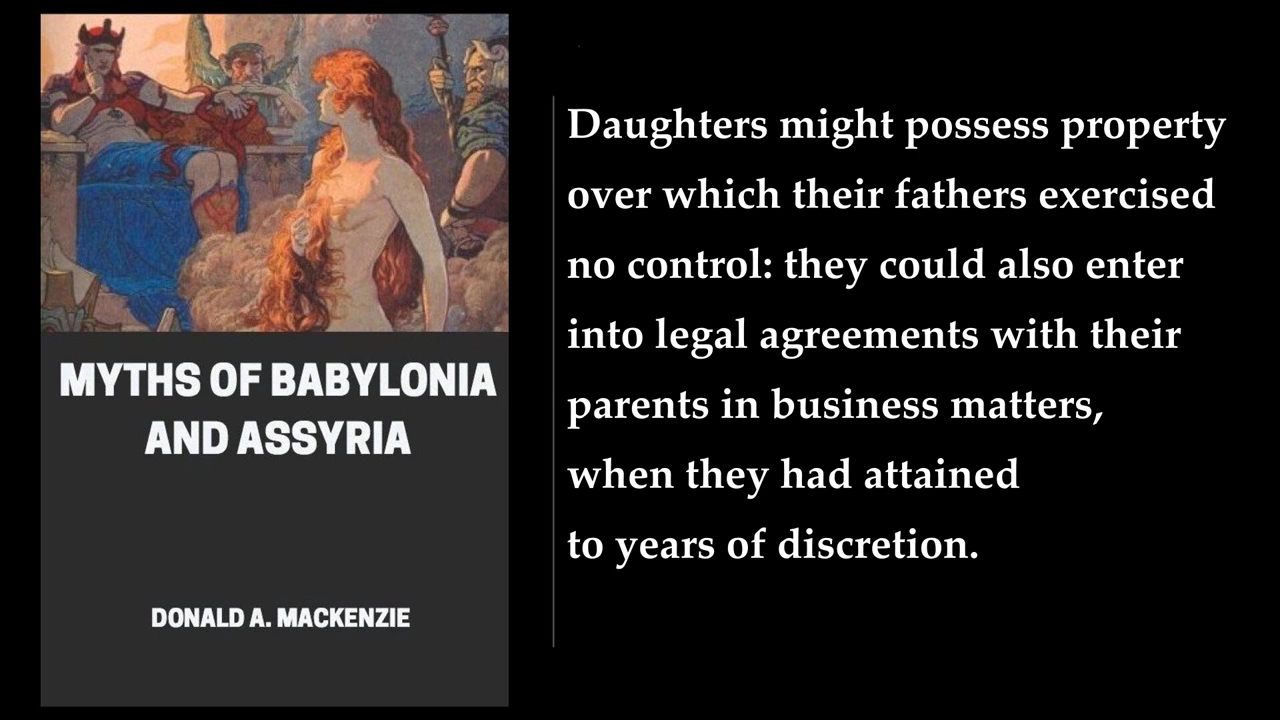 MYTHS OF BABYLONIA
AND ASSYRIA
DONALD A. MACKENZIE
Daughters might possess property
over which their fathers exercised
no control: they could also enter
into legal agreements with their
parents in business matters,
when they had attained
to years of discretion.